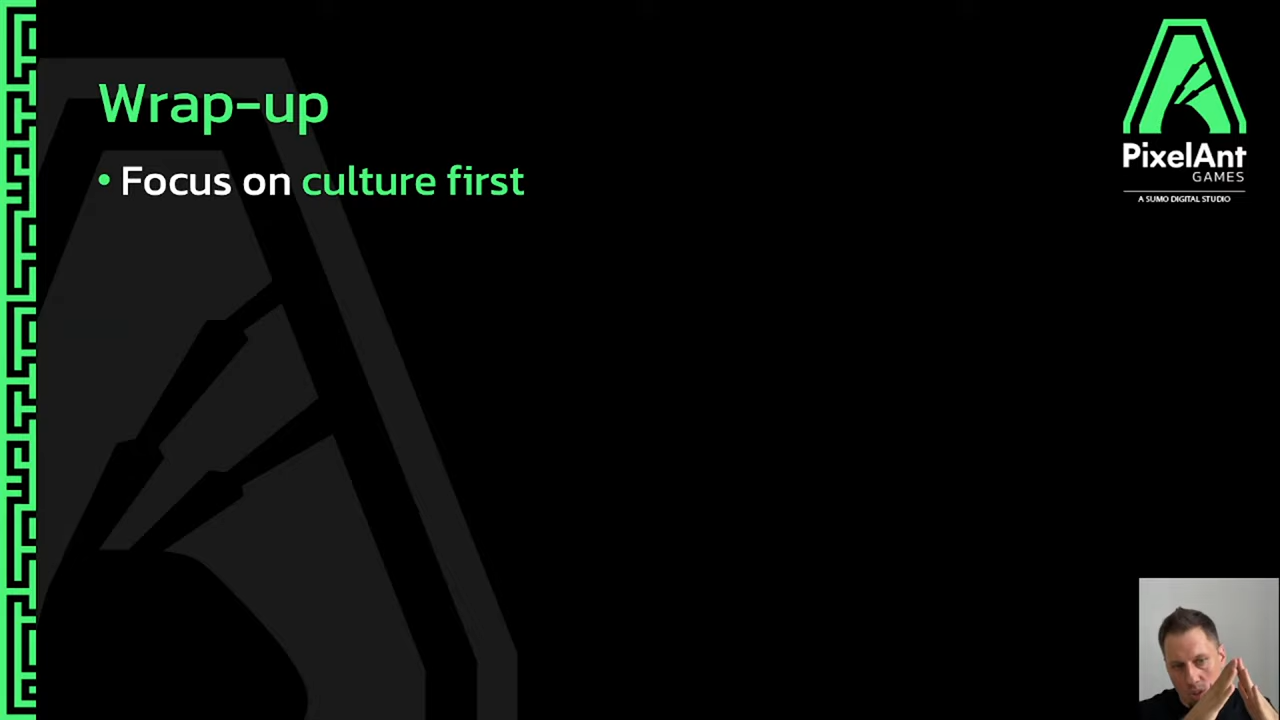 Wrap-up
• Focus on culture first
PixelAnt
GAMES
A SUMO DIGITAL STUDIO